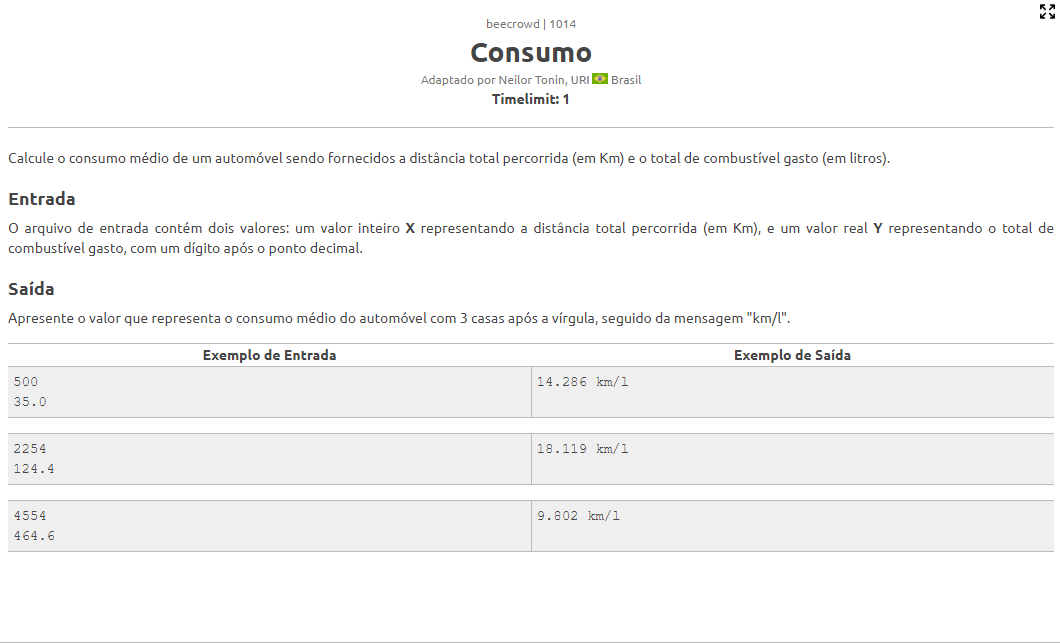 beecrowd | 1014
Consumo
Adaptado por Neilor Tonin, URI Brasil
Timelimit: 1
Calcule o consumo médio de um automóvel sendo fornecidos a distância total percorrida (em Km) e o total de combustível gasto (em litros).
Entrada
O arquivo de entrada contém dois valores: um valor inteiro X representando a distância total percorrida (em Km), e um valor real Y representando o total de
combustível gasto, com um dígito após o ponto decimal.
Saída
Apresente o valor que representa o consumo médio do automóvel com 3 casas após a vírgula, seguido da mensagem "km/l".
Exemplo de Entrada Exemplo de Saída
500 14.286 km/l
35.0
2254 18.119 km/l
124.4
4554 9.802 km/l
464.6